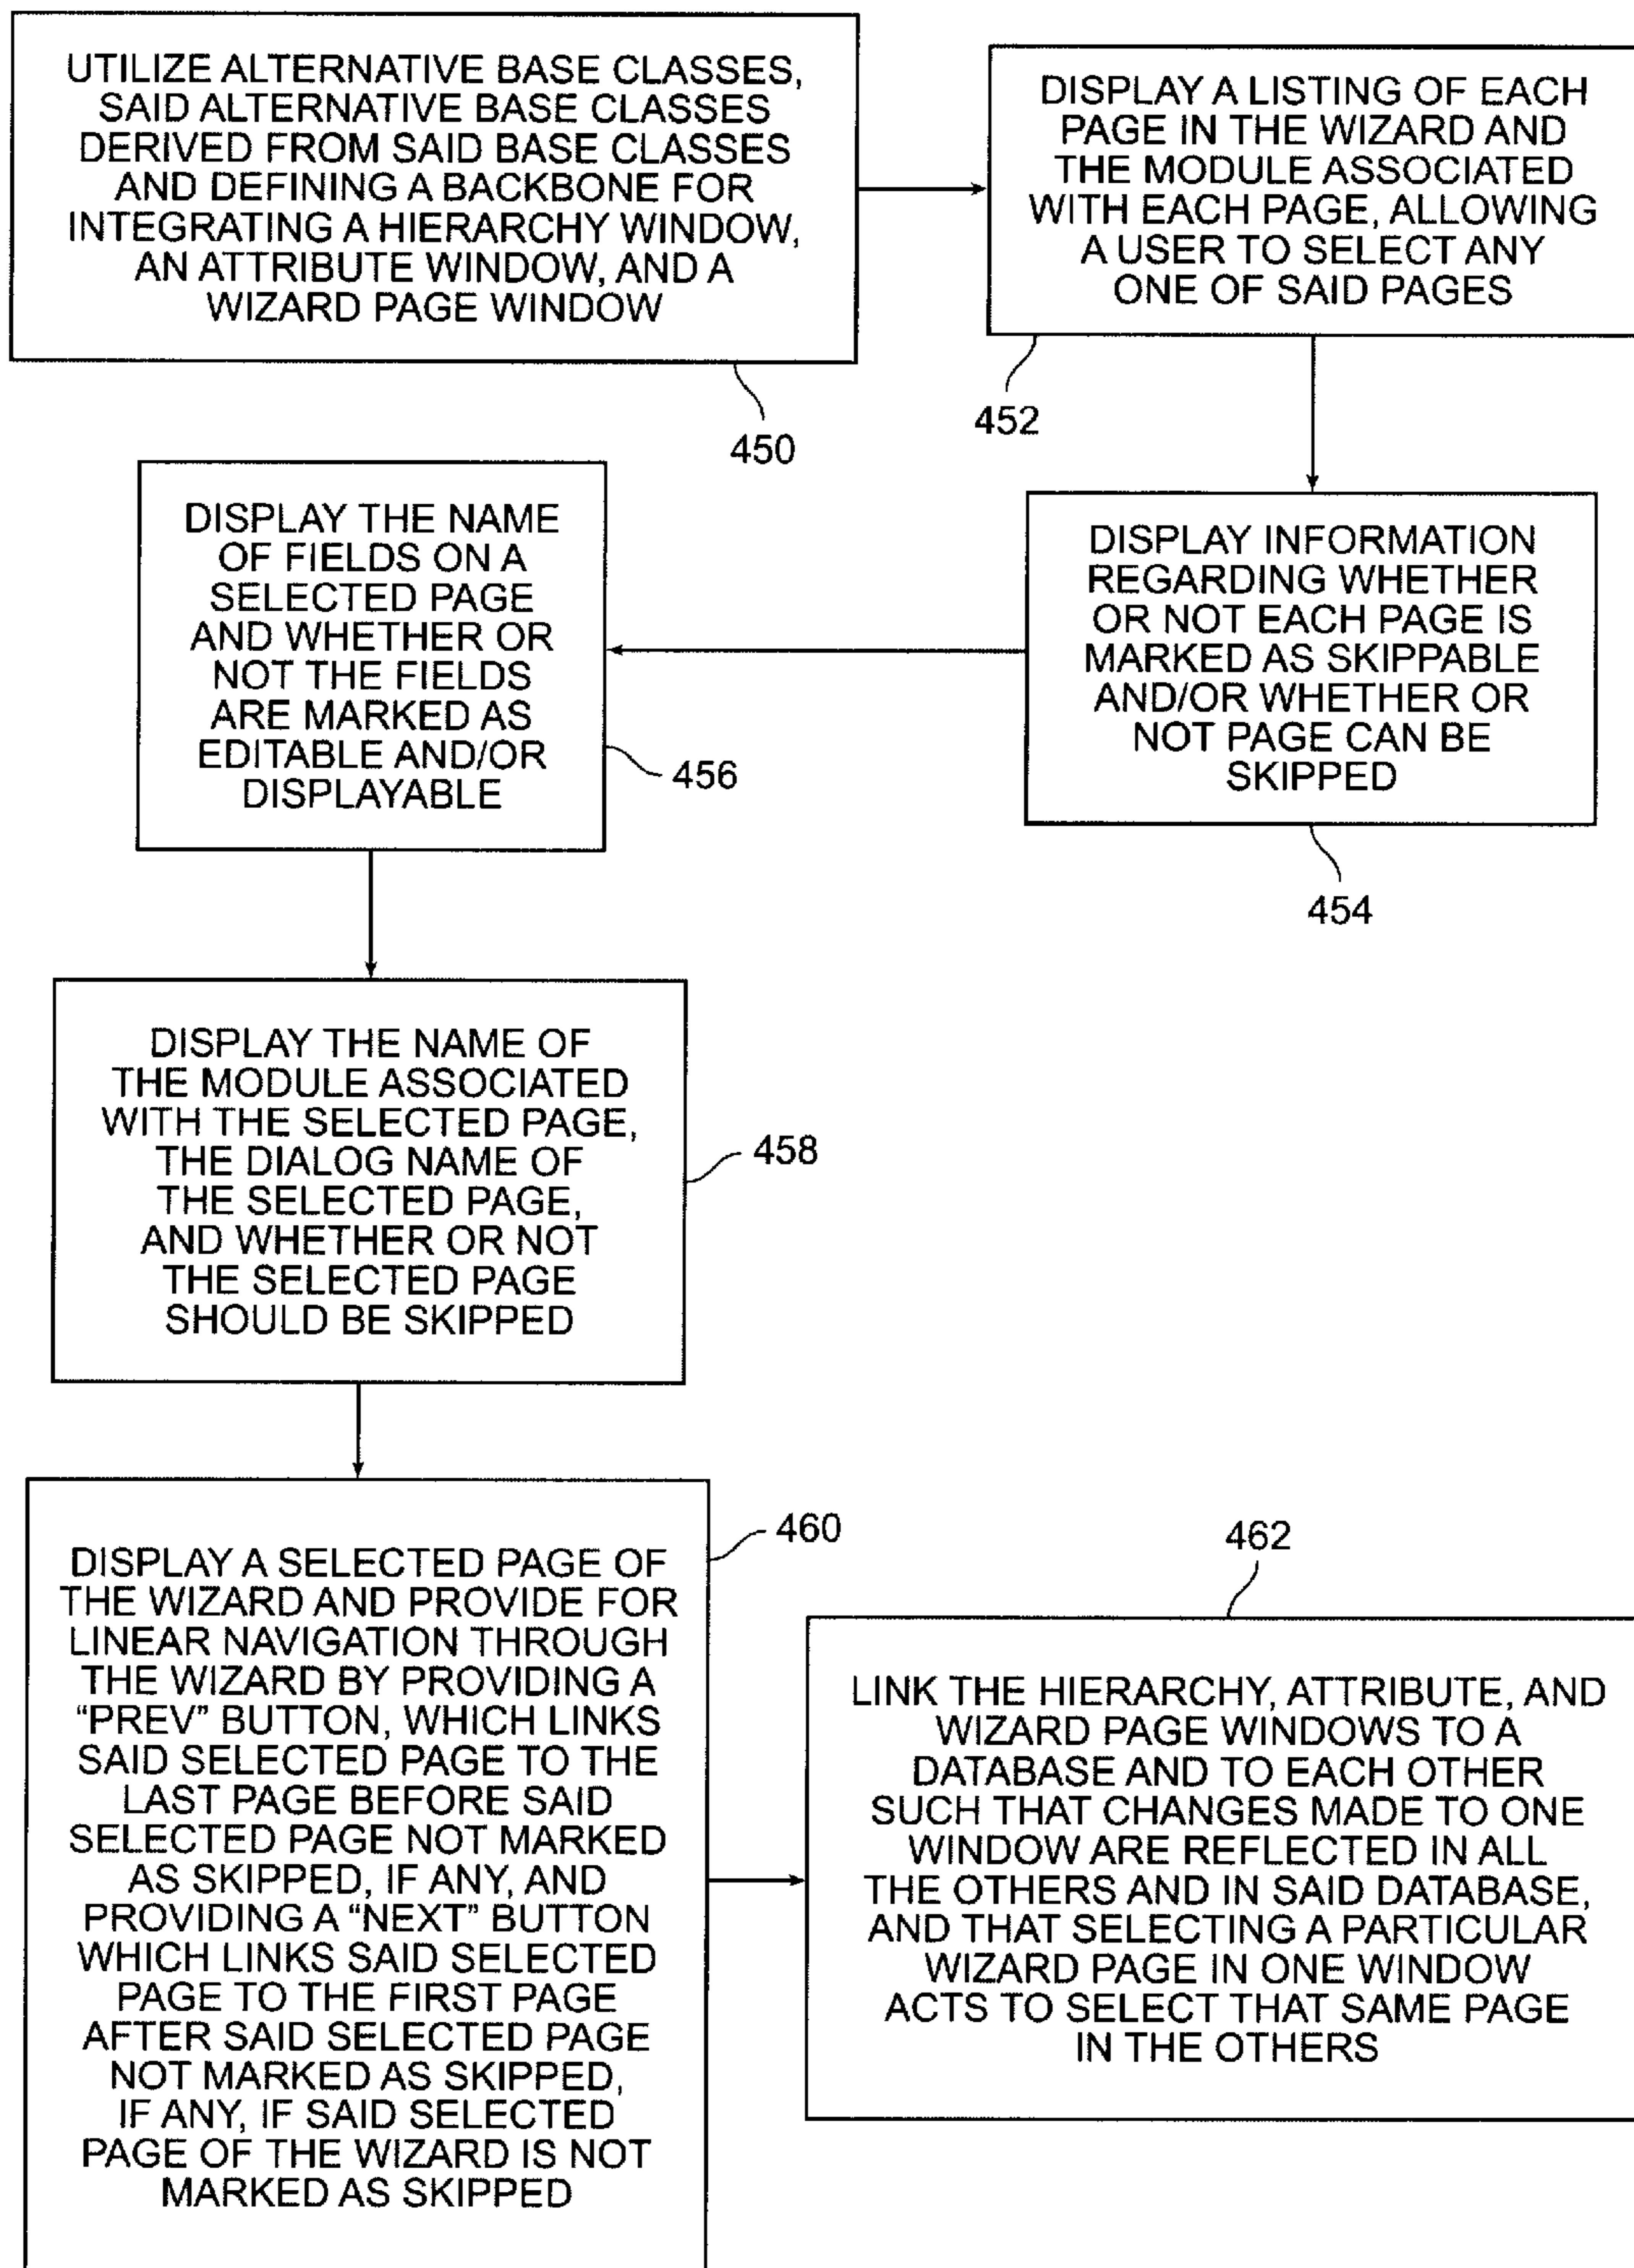 UTILIZE ALTERNATIVE BASE CLASSES,
SAID ALTERNATIVE BASE CLASSES
DERIVED FROM SAID BASE CLASSES
AND DEFINING A BACKBONE FOR
INTEGRATING A HIERARCHY WINDOW,
AN ATTRIBUTE WINDOW, AND A
WIZARD PAGE WINDOW
450
DISPLAY A LISTING OF EACH
PAGE IN THE WIZARD AND
THE MODULE ASSOCIATED
WITH EACH PAGE, ALLOWING
A USER TO SELECT ANY
ONE OF SAID PAGES
452
DISPLAY INFORMATION
REGARDING WHETHER
OR NOT EACH PAGE IS
MARKED AS SKIPPABLE
AND/OR WHETHER OR
NOT PAGE CAN BE
SKIPPED
454
DISPLAY THE NAME
OF FIELDS ON A
SELECTED PAGE
AND WHETHER OR
NOT THE FIELDS
ARE MARKED AS
EDITABLE AND/OR
DISPLAYABLE
456
DISPLAY THE NAME OF
THE MODULE ASSOCIATED
WITH THE SELECTED PAGE,
THE DIALOG NAME OF
THE SELECTED PAGE,
AND WHETHER OR NOT
THE SELECTED PAGE
SHOULD BE SKIPPED
458
DISPLAY A SELECTED PAGE OF
THE WIZARD AND PROVIDE FOR
LINEAR NAVIGATION THROUGH
THE WIZARD BY PROVIDING A
“PREV” BUTTON, WHICH LINKS
SAID SELECTED PAGE TO THE
LAST PAGE BEFORE SAID
SELECTED PAGE NOT MARKED
AS SKIPPED, IF ANY, AND
PROVIDING A “NEXT” BUTTON
WHICH LINKS SAID SELECTED
PAGE TO THE FIRST PAGE
AFTER SAID SELECTED PAGE
NOT MARKED AS SKIPPED,
IF ANY, IF SAID SELECTED
PAGE OF THE WIZARD IS NOT
MARKED AS SKIPPED
460
462
LINK THE HIERARCHY, ATTRIBUTE, AND
WIZARD PAGE WINDOWS TO A
DATABASE AND TO EACH OTHER
SUCH THAT CHANGES MADE TO ONE
WINDOW ARE REFLECTED IN ALL
THE OTHERS AND IN SAID DATABASE,
AND THAT SELECTING A PARTICULAR
WIZARD PAGE IN ONE WINDOW
ACTS TO SELECT THAT SAME PAGE
IN THE OTHERS